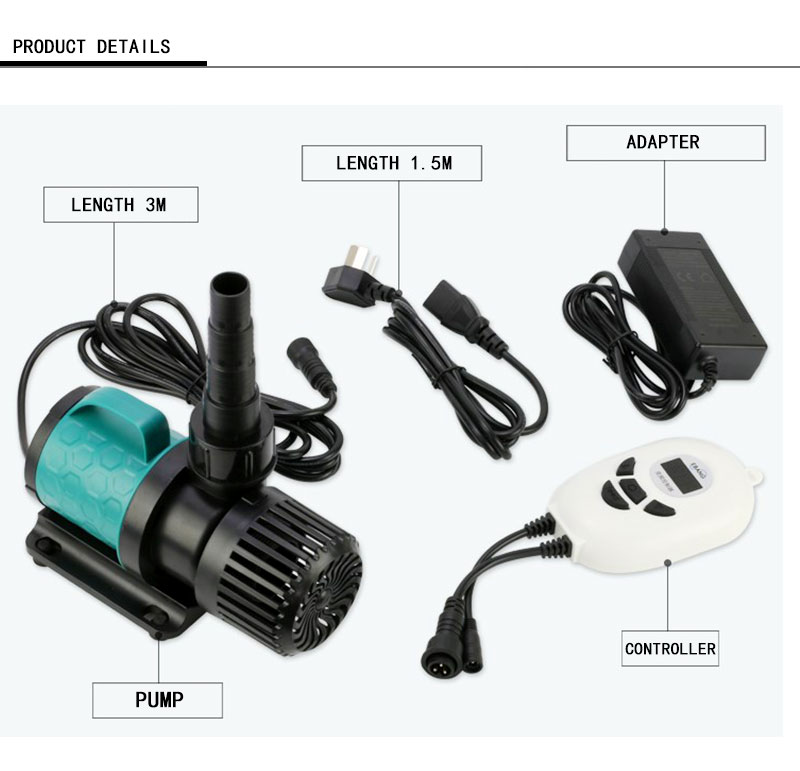 PRODUCT DETAILS
ADAPTER
LENGTH 1.5M
LENGTH 3M
CONTROLLER
PUMP